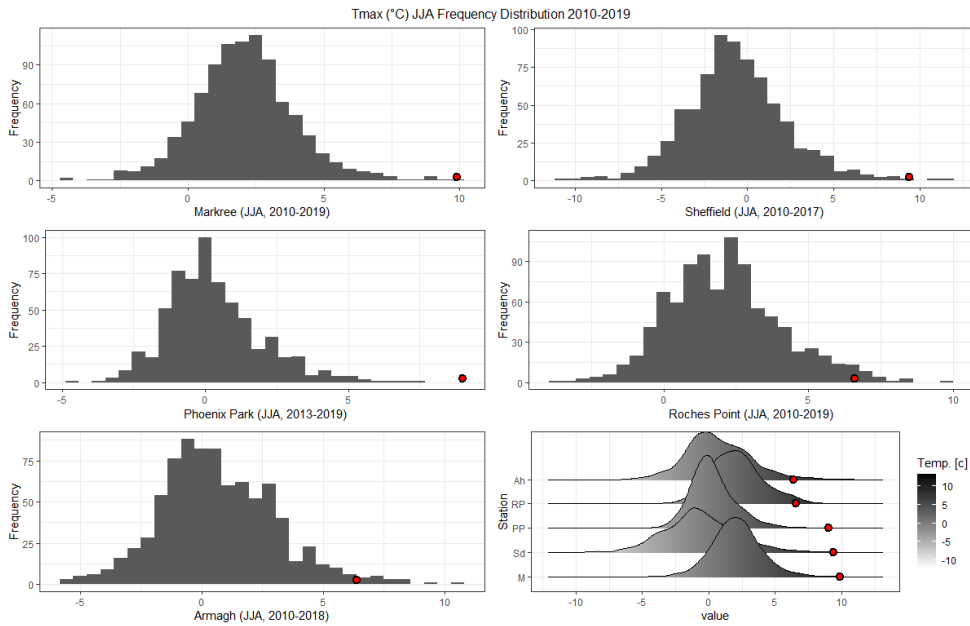 Tmax (°C) JJA Frequency Distribution 2010-2019
Frequency
90
60
30
0
-5
0
5
10
Markree (JJA, 2010-2019)
Frequency
100
75
50
25
0
-10
-5
0
5
10
Sheffield (JJA, 2010-2017)
Frequency
100
75
50
25
0
-5
0
5
Phoenix Park (JJA, 2013-2019)
Frequency
90
60
30
0
0
5
10
Roches Point (JJA, 2010-2019)
Frequency
75
50
25
0
-5
0
5
10
Armagh (JJA, 2010-2018)
Station
Ah
RP
PP
Sd
M
-10
-5
0
5
10
value
Temp. [c]
10
5
0
-5
-10